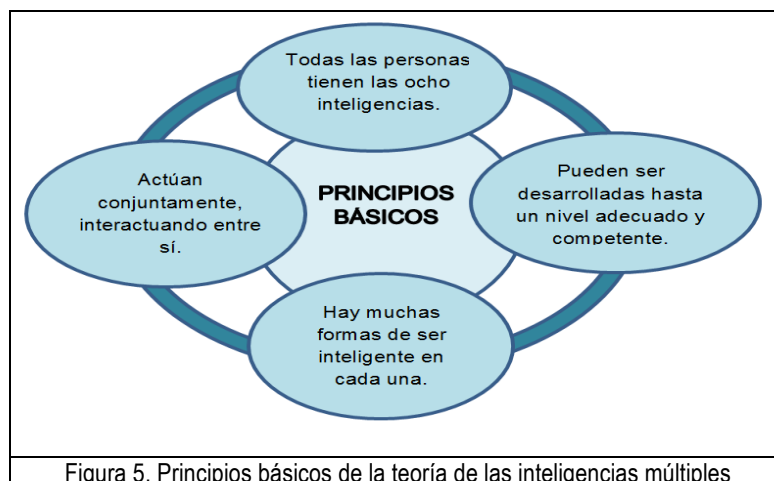 Todas las personas
tienen las ocho
inteligencias.
Actúan
conjuntamente,
interactuando entre
sí.
PRINCIPIOS
BÁSICOS
Pueden ser
desarrolladas hasta
un nivel adecuado y
competente.
Hay muchas
formas de ser
inteligente en
cada una.
Figura 5. Principios básicos de la teoría de las inteligencias múltiples